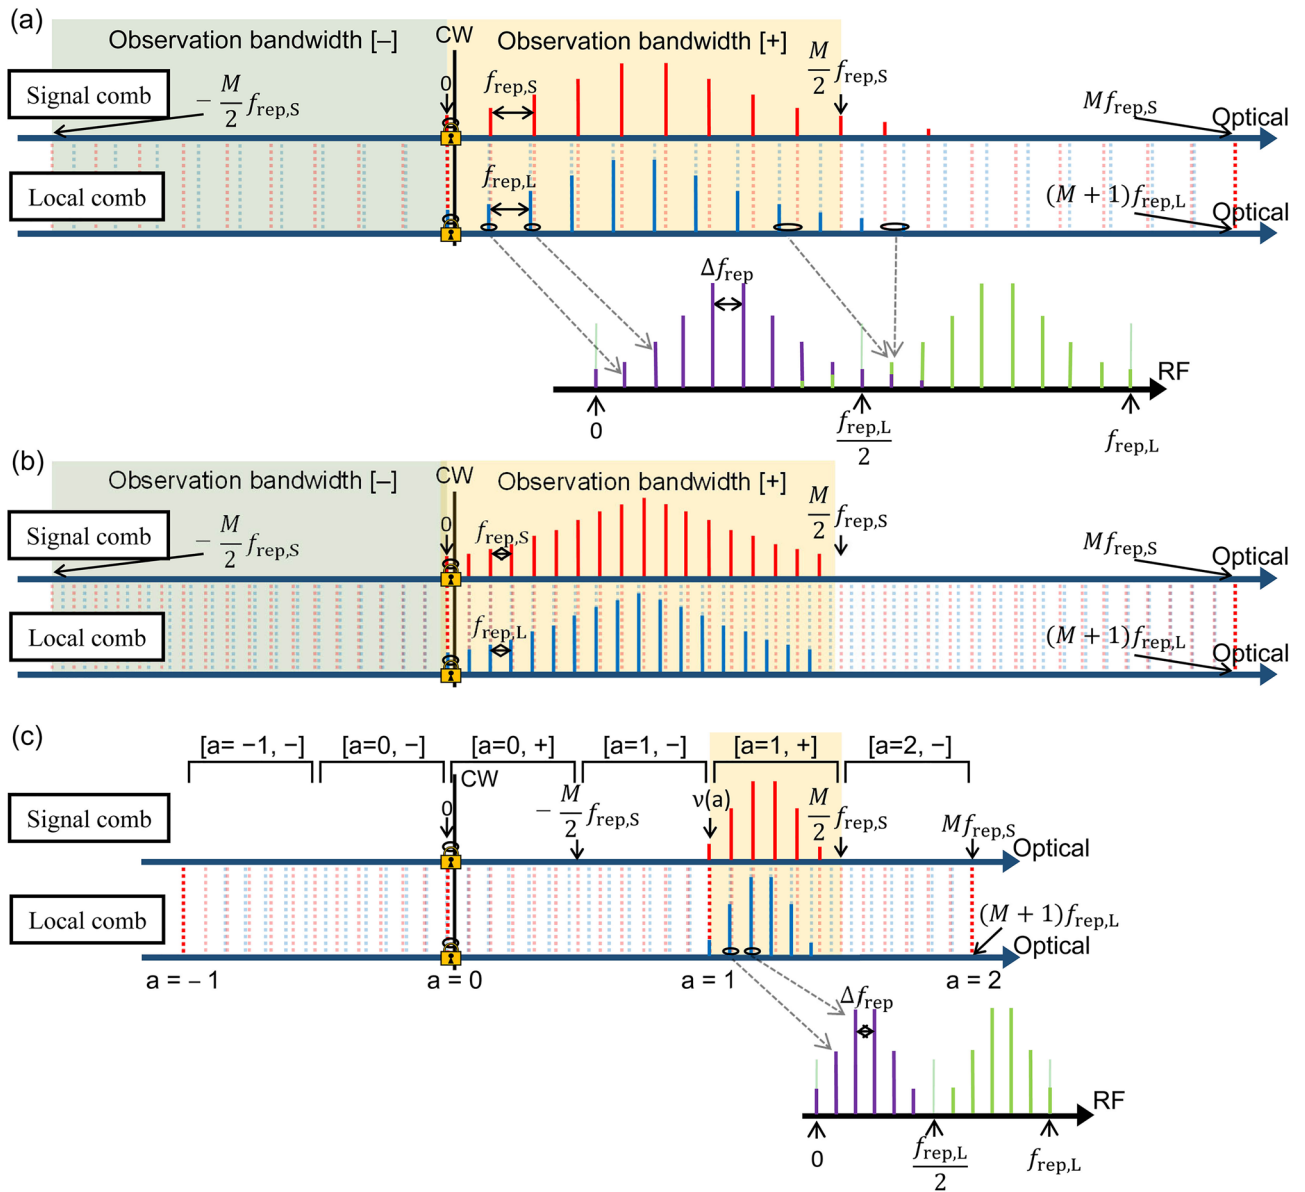 (a)
Observation bandwidth [–]
CW
Observation bandwidth [+]
Signal comb
− M/2 f_rep,S
0
f_rep,S
M/2 f_rep,S
Mf_rep,S
Optical
Local comb
f_rep,L
(M + 1)f_rep,L
Optical
Δf_rep
RF
0
f_rep,L/2
f_rep,L
(b)
Observation bandwidth [–]
CW
Observation bandwidth [+]
Signal comb
− M/2 f_rep,S
0
f_rep,S
M/2 f_rep,S
Mf_rep,S
Optical
Local comb
f_rep,L
(M + 1)f_rep,L
Optical
(c)
[a= −1, -]
[a=0, -]
[a=0, +]
[a=1, -]
[a=1, +]
[a=2, -]
CW
Signal comb
0
− M/2 f_rep,S
ν(a)
M/2 f_rep,S
Mf_rep,S
Optical
Local comb
(M + 1)f_rep,L
Optical
a = - 1
a = 0
a = 1
a = 2
Δf_rep
RF
0
f_rep,L/2
f_rep,L